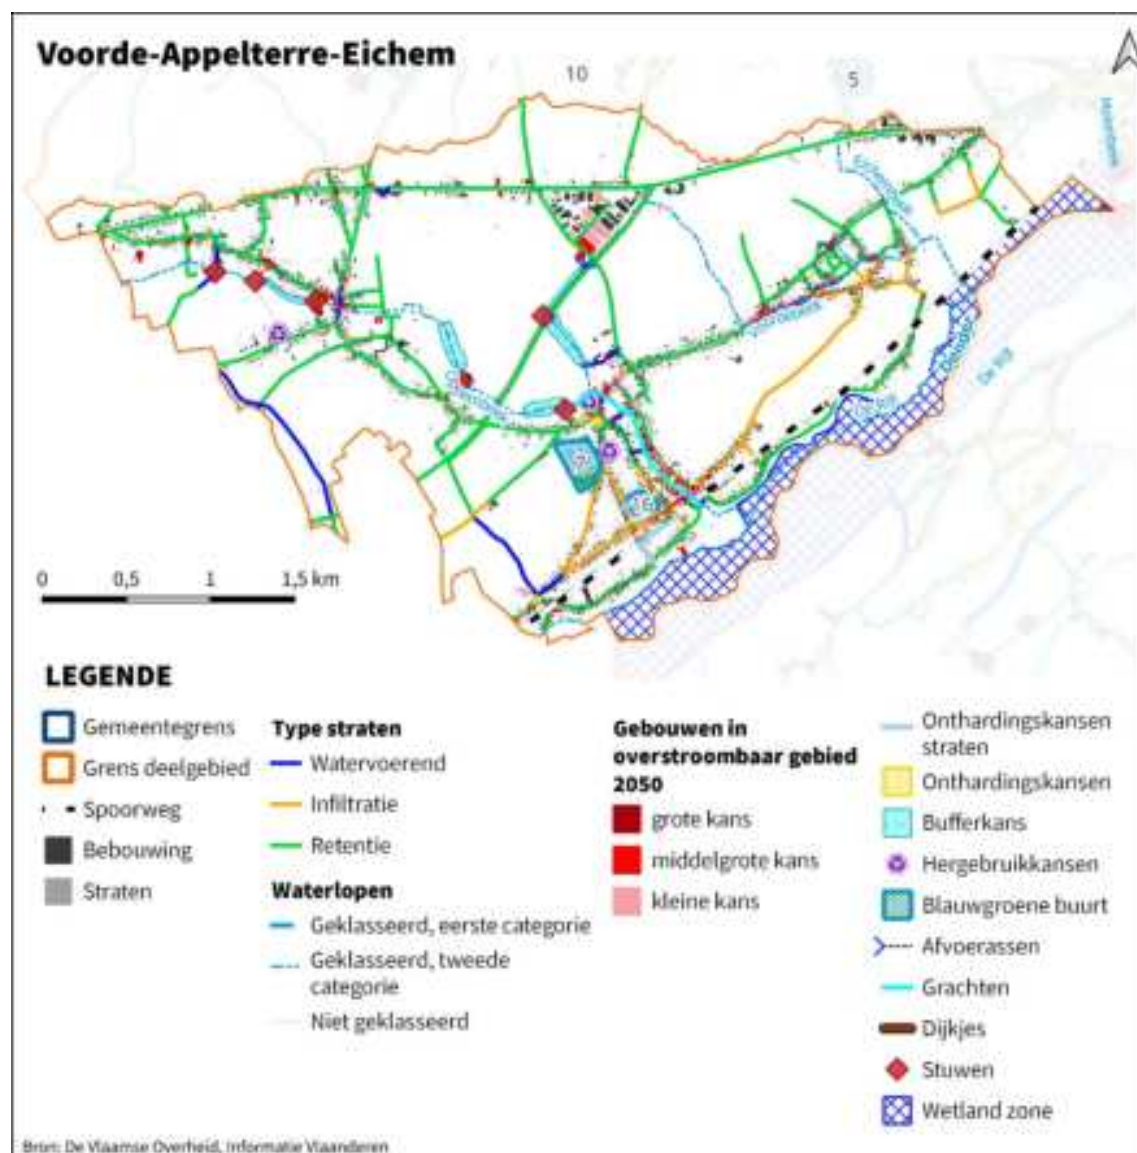 Voorde-Appelterre-Eichem
10
5
0 0,5 1 1,5 km
LEGENDE
Gemeentegrens
Grens deelgebied
Spoorweg
Bebouwing
Straten
Type straten
Watervoerend
Infiltratie
Retentie
Waterlopen
Geklasseerd, eerste categorie
Geklasseerd, tweede
categorie
Niet geklasseerd
Gebouwen in
overstroombaar gebied
2050
grote kans
middelgrote kans
kleine kans
Onthardingskansen
straten
Onthardingskansen
Bufferkans
Hergebruikkansen
Blauwgroene buurt
Afvoerassen
Grachten
Dijkjes
Stuwen
Wetland zone
Bron: De Vlaamse Overheid, Informatie Vlaanderen